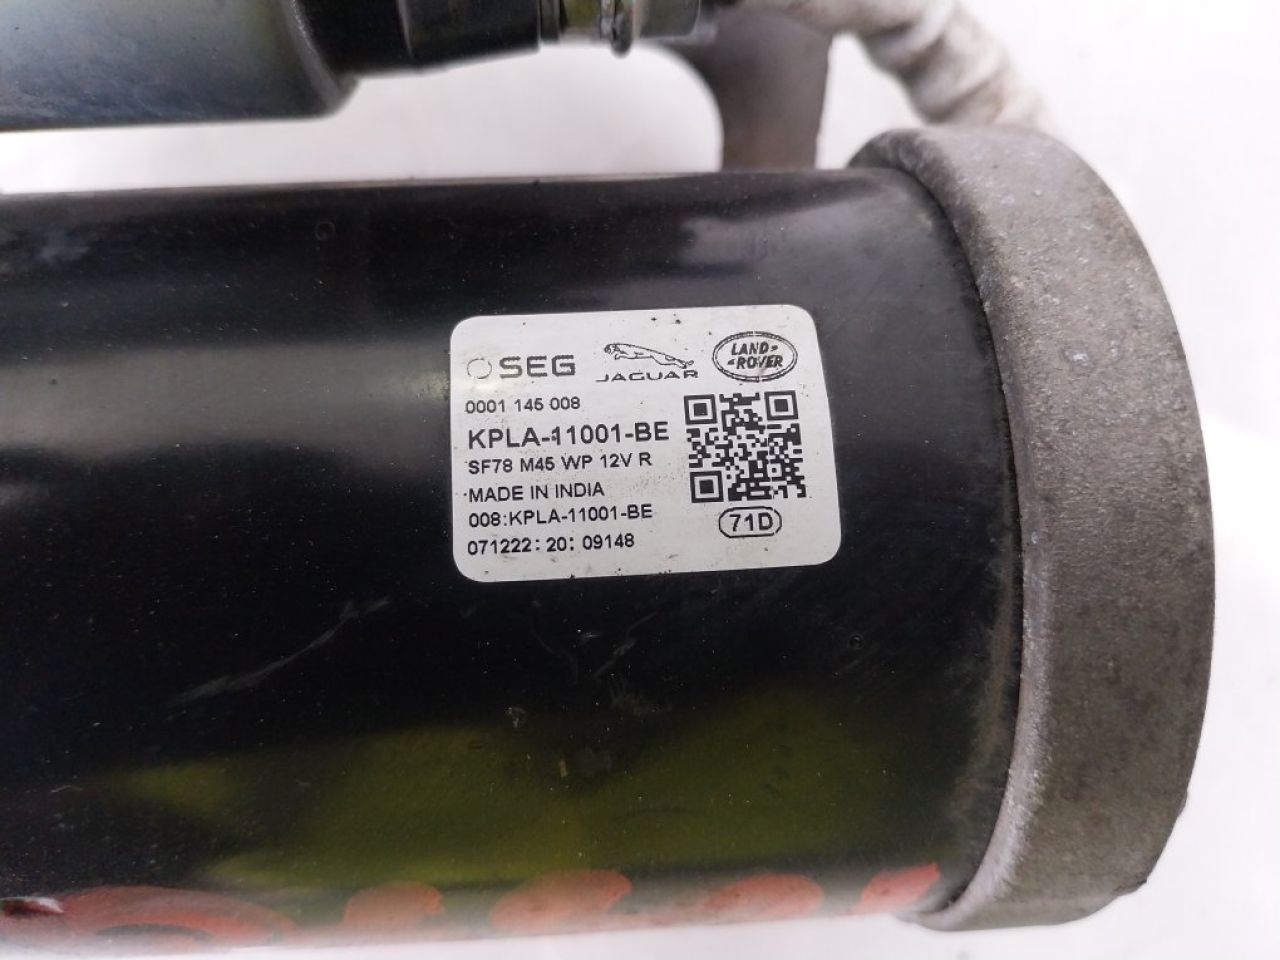 SEG JAGUAR LAND-ROVER
0001 145 008
KPLA-11001-BE
SF78 M45 WP 12V R
MADE IN INDIA
008:KPLA-11001-BE
71D
071222: 20: 09148